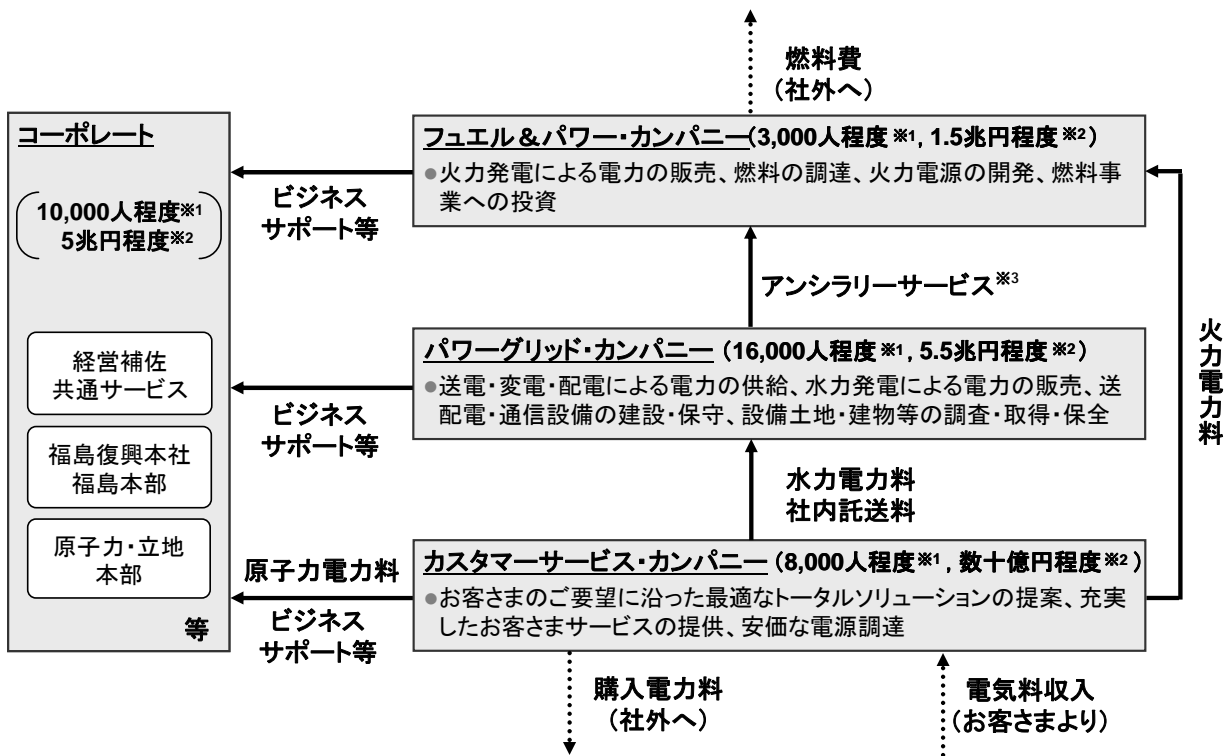 燃料費
(社外へ)
コーポレート
10,000人程度※1
5兆円程度※2
経営補佐
共通サービス
福島復興本社
福島本部
原子力・立地
本部
等
フュエル＆パワー・カンパニー(3,000人程度※1, 1.5兆円程度※2)
●火力発電による電力の販売、燃料の調達、火力電源の開発、燃料事
業への投資
ビジネス
サポート等
アンシラリーサービス※3
パワーグリッド・カンパニー (16,000人程度※1, 5.5兆円程度※2)
●送電・変電・配電による電力の供給、水力発電による電力の販売、送
配電・通信設備の建設・保守、設備土地・建物等の調査・取得・保全
ビジネス
サポート等
水力電力料
社内託送料
火力電力料
原子力電力料
カスタマーサービス・カンパニー (8,000人程度※1, 数十億円程度※2)
●お客さまのご要望に沿った最適なトータルソリューションの提案、充実
したお客さまサービスの提供、安価な電源調達
ビジネス
サポート等
購入電力料
(社外へ)
電気料収入
(お客さまより)